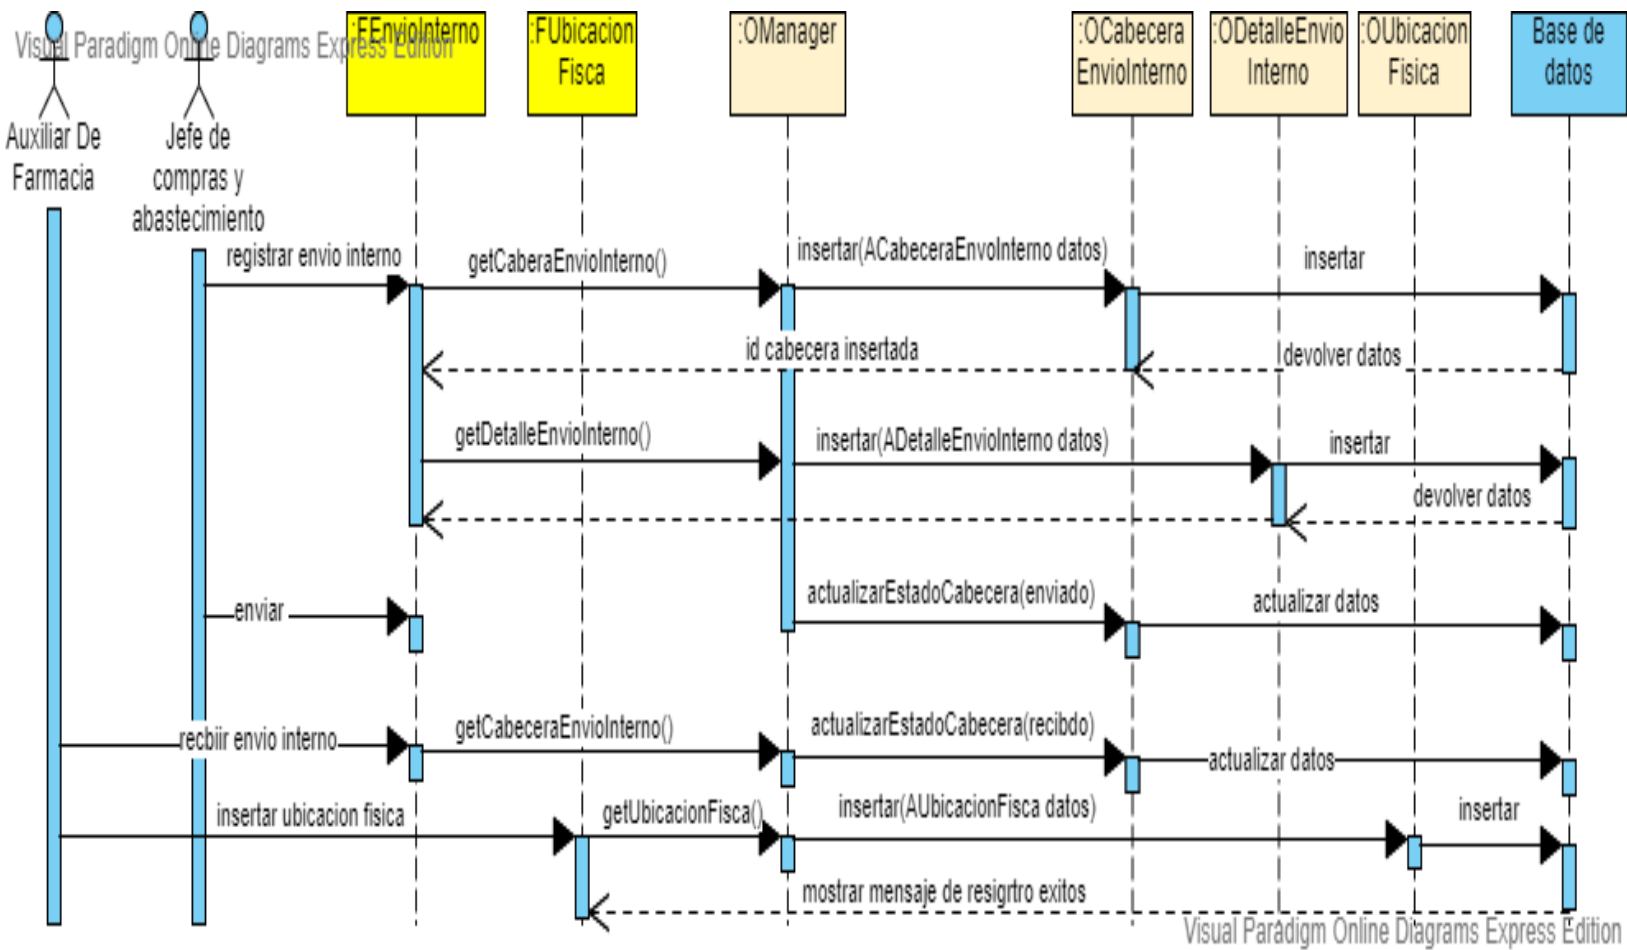 Visual Paradigm Online Diagrams Express Edition
Auxiliar De
Farmacia
Jefe de
compras y
abastecimiento
:FEnvioInterno
:FUbicacion
Fisca
:OManager
:OCabecera
EnvioInterno
:ODetalleEnvio
Interno
:OUbicacion
Fisica
Base de
datos
registrar envio interno
getCaberaEnvioInterno()
insertar(ACabeceraEnvoInterno datos)
insertar
id cabecera insertada
devolver datos
getDetalleEnvioInterno()
insertar(ADetalleEnvioInterno datos)
insertar
devolver datos
enviar
actualizarEstadoCabecera(enviado)
actualizar datos
recbiir envio interno
getCabeceraEnvioInterno()
actualizarEstadoCabecera(recibdo)
actualizar datos
insertar ubicacion fisica
getUbicacionFisca()
insertar(AUbicacionFisca datos)
insertar
mostrar mensaje de resigrtro exitos
Visual Paradigm Online Diagrams Express Edition